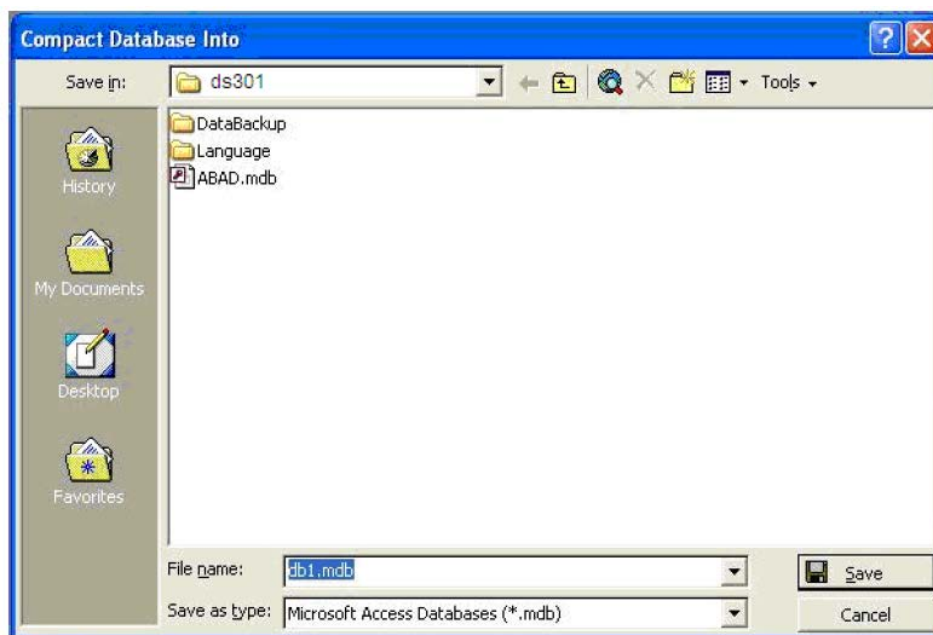 Compact Database Into
Save in: ds301 Tools
DataBackup
Language
ABAD.mdb
History
My Documents
Desktop
Favorites
File name: db1.mdb Save
Save as type: Microsoft Access Databases (*.mdb) Cancel